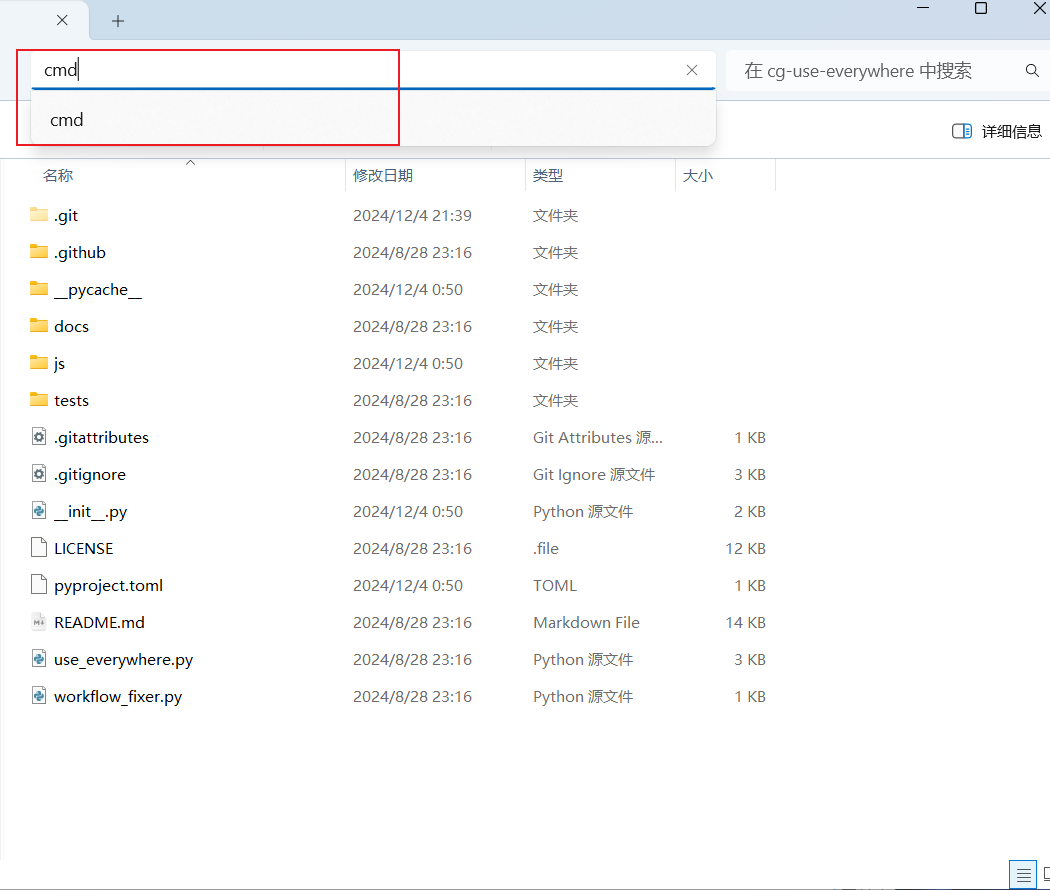 cmd
在 cg-use-everywhere 中搜索
cmd
详细信息
名称 修改日期 类型 大小
.git 2024/12/4 21:39 文件夹
.github 2024/8/28 23:16 文件夹
__pycache__ 2024/12/4 0:50 文件夹
docs 2024/8/28 23:16 文件夹
js 2024/12/4 0:50 文件夹
tests 2024/8/28 23:16 文件夹
.gitattributes 2024/8/28 23:16 Git Attributes 源... 1 KB
.gitignore 2024/8/28 23:16 Git Ignore 源文件 3 KB
__init__.py 2024/12/4 0:50 Python 源文件 2 KB
LICENSE 2024/8/28 23:16 .file 12 KB
pyproject.toml 2024/12/4 0:50 TOML 1 KB
README.md 2024/8/28 23:16 Markdown File 14 KB
use_everywhere.py 2024/8/28 23:16 Python 源文件 3 KB
workflow_fixer.py 2024/8/28 23:16 Python 源文件 1 KB